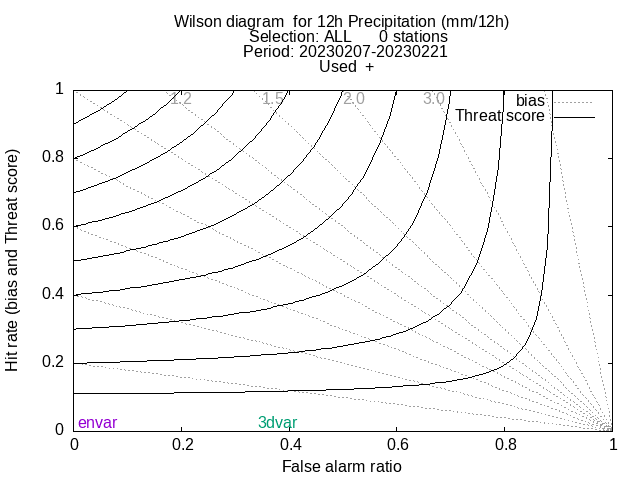 Wilson diagram  for 12h Precipitation (mm/12h)
Selection: ALL      0 stations
Period: 20230207-20230221
Used  +
1.2 1.5 2.0 3.0
bias
Threat score
Hit rate (bias and Threat score)
1
0.8
0.6
0.4
0.2
0
envar 3dvar
0 0.2 0.4 0.6 0.8 1
False alarm ratio